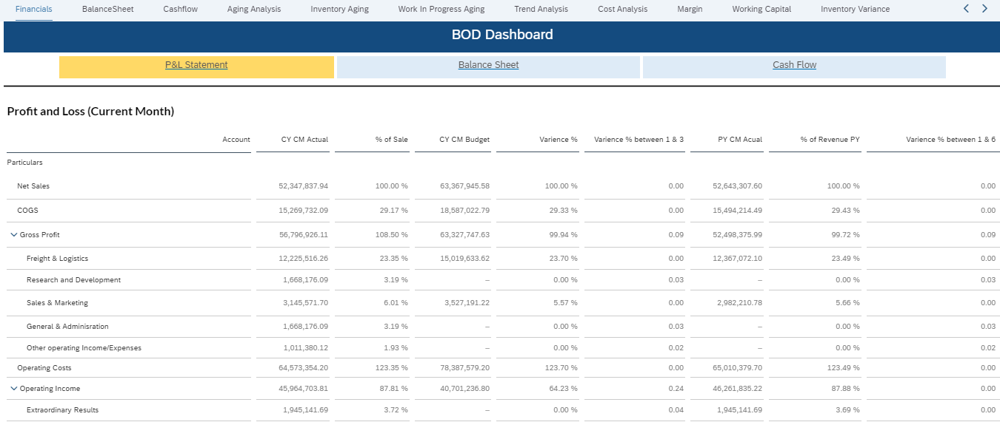 Financials BalanceSheet Cashflow Aging Analysis Inventory Aging Work In Progress Aging Trend Analysis Cost Analysis Margin Working Capital Inventory Variance
BOD Dashboard
P&L Statement Balance Sheet Cash Flow
Profit and Loss (Current Month)
Account CY CM Actual % of Sale CY CM Budget Varience % Varience % between 1 & 3 PY CM Acual % of Revenue PY Varience % between 1 & 6
Particulars
Net Sales 52,347,837.94 100.00 % 63,367,945.58 100.00 % 0.00 52,643,307.60 100.00 % 0.00
COGS 15,269,732.09 29.17 % 18,587,022.79 29.33 % 0.00 15,494,214.49 29.43 % 0.00
Gross Profit 56,796,926.11 108.50 % 63,327,747.63 99.94 % 0.09 52,498,375.99 99.72 % 0.09
Freight & Logistics 12,225,516.26 23.35 % 15,019,633.62 23.70 % 0.00 12,367,072.10 23.49 % 0.00
Research and Development 1,668,176.09 3.19 % – 0.00 % 0.03 – 0.00 % 0.03
Sales & Marketing 3,145,571.70 6.01 % 3,527,191.22 5.57 % 0.00 2,982,210.78 5.66 % 0.00
General & Adminisration 1,668,176.09 3.19 % – 0.00 % 0.03 – 0.00 % 0.03
Other operating Income/Expenses 1,011,380.12 1.93 % – 0.00 % 0.02 – 0.00 % 0.02
Operating Costs 64,573,354.20 123.35 % 78,387,579.20 123.70 % 0.00 65,010,379.70 123.49 % 0.00
Operating Income 45,964,703.81 87.81 % 40,701,236.80 64.23 % 0.24 46,261,835.22 87.88 % 0.00
Extraordinary Results 1,945,141.69 3.72 % – 0.00 % 0.04 1,945,141.69 3.69 % 0.00